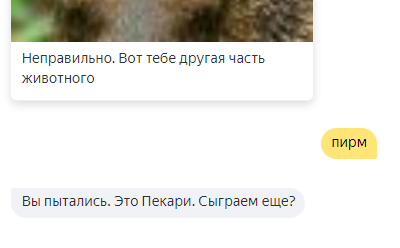 Неправильно. Вот тебе другая часть
животного
пирм
Вы пытались. Это Пекари. Сыграем еще?